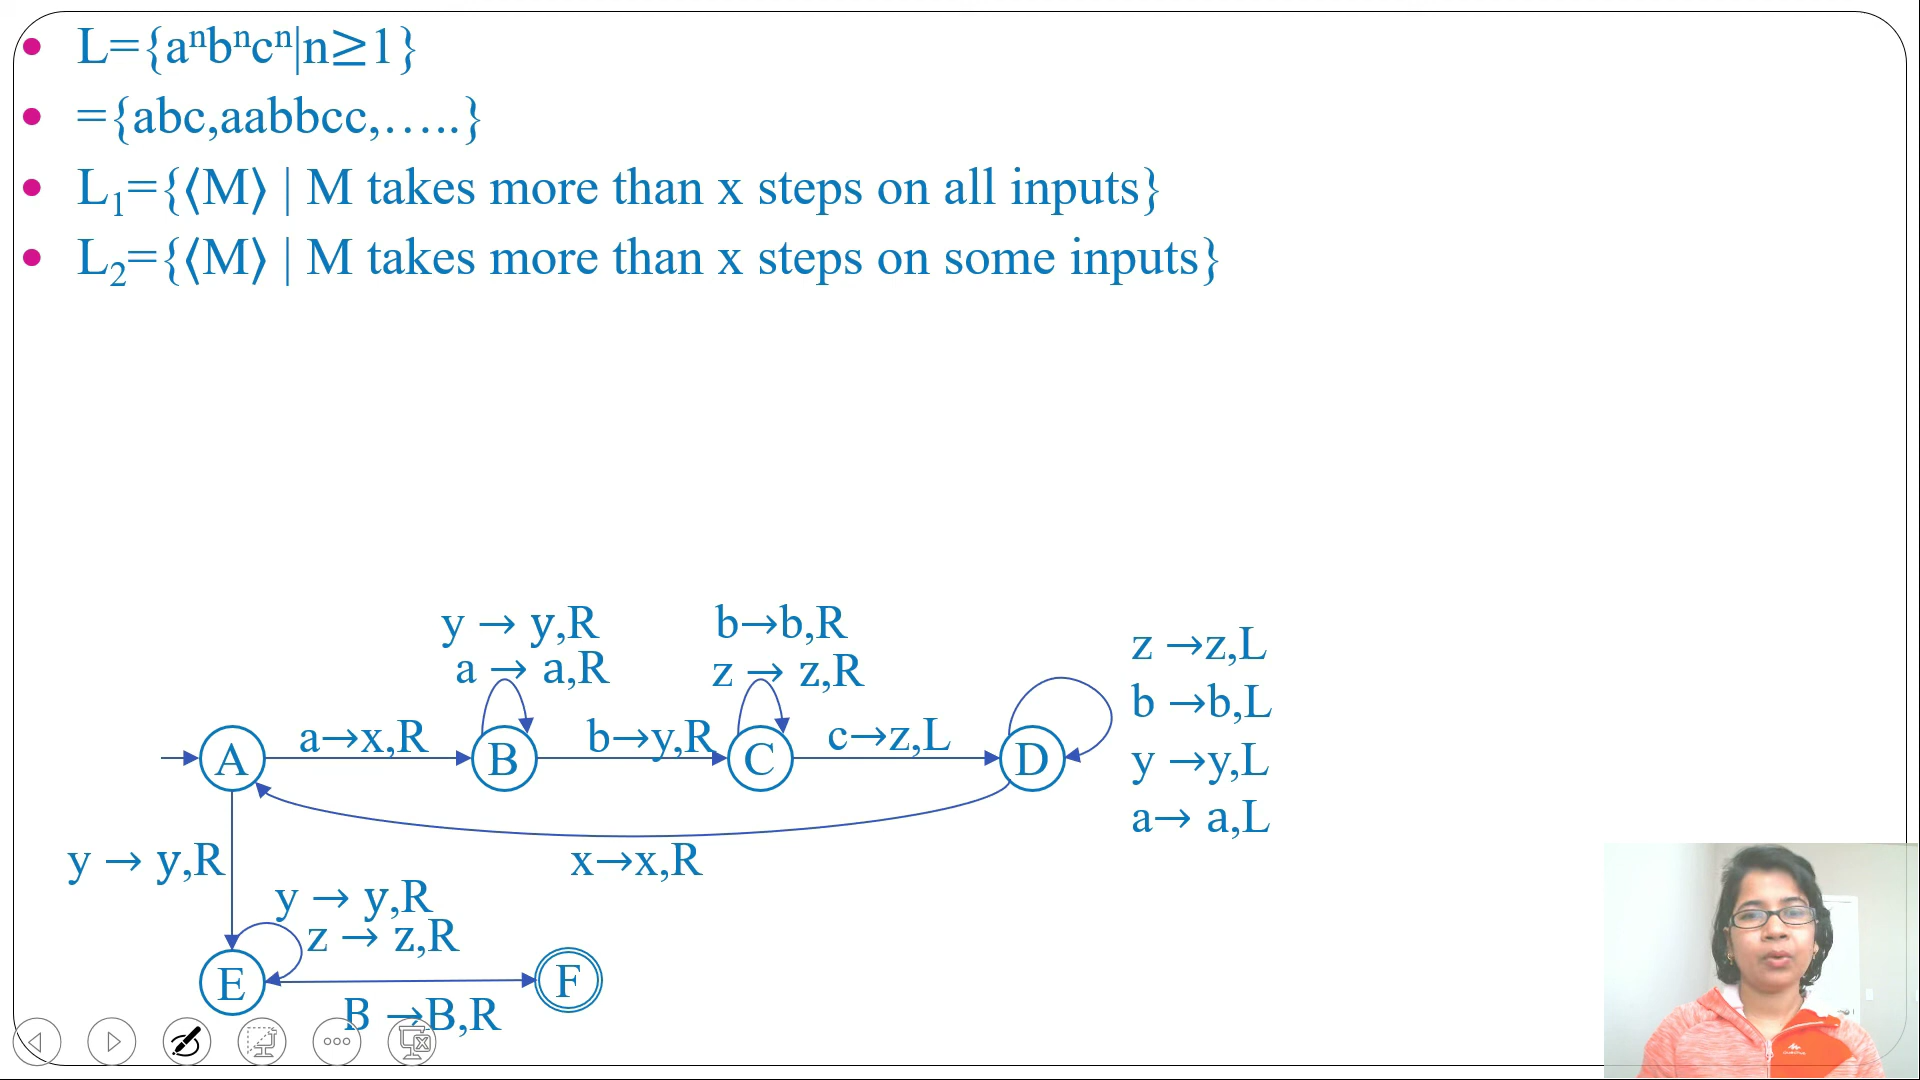 L={aⁿbⁿcⁿ|n≥1}
={abc,aabbcc,…..}
L₁={⟨M⟩ | M takes more than x steps on all inputs}
L₂={⟨M⟩ | M takes more than x steps on some inputs}
y → y,R
a → a,R
b→b,R
z → z,R
z →z,L
b →b,L
y →y,L
a→ a,L
A
a→x,R
B
b→y,R
C
c→z,L
D
x→x,R
y → y,R
y → y,R
z → z,R
E
F
B →B,R